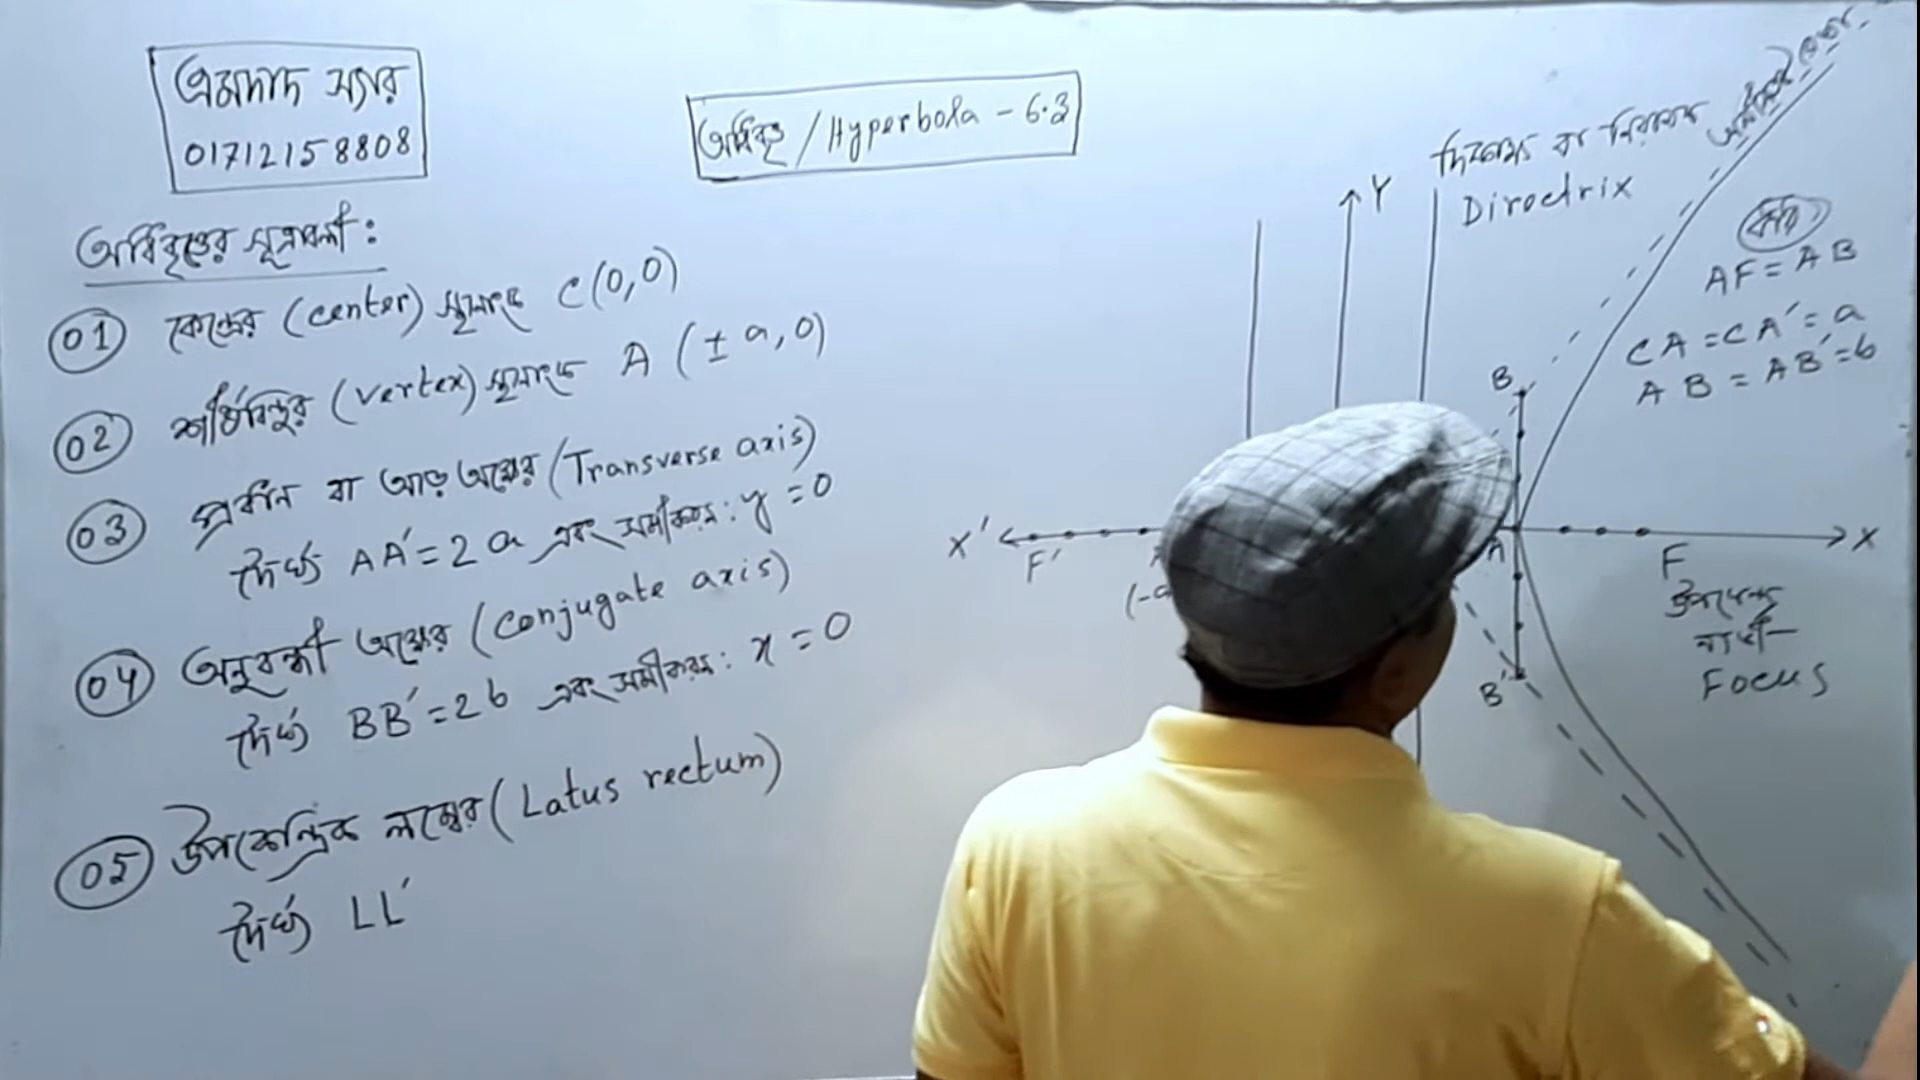 এমদাদ স্যার
01712158808
অধিবৃত্ত / Hyperbola - 6.3
অধিবৃত্তের সূত্রাবলী :
01 কেন্দ্রের (center) স্থানাংক C(0,0)
02 শীর্ষবিন্দুর (vertex) স্থানাংক A (± a, 0)
03 প্রধান বা আড় অক্ষের (Transverse axis)
দৈর্ঘ্য AA' = 2a এবং সমীকরণ : y = 0
04 অনুবন্ধী অক্ষের (Conjugate axis)
দৈর্ঘ্য BB' = 2b এবং সমীকরণ : x = 0
05 উপকেন্দ্রিক লম্বের (Latus rectum)
দৈর্ঘ্য LL'
Y
দিকাক্ষ বা নিয়ামক
Directrix
AF = AB
CA = CA' = a
AB = AB' = b
B
X'
F'
A
X
F
(-a
B'
উপকেন্দ্র
বা
Focus